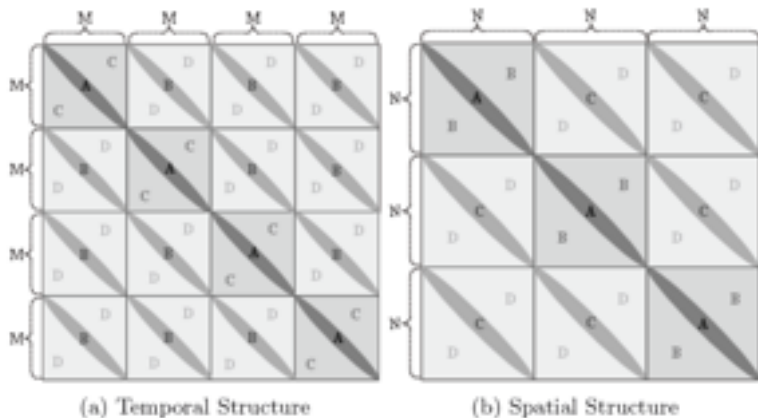 M M M M
N N N
M C D D D
A B B B
C D D D
M D C D D
B A B B
D C D D
M D D C D
B B A B
D D C D
M D D D C
B B B A
D D D C
N B D D
A C C
B D D
N D B D
C A C
D B D
N D D B
C C A
D D B
(a) Temporal Structure
(b) Spatial Structure